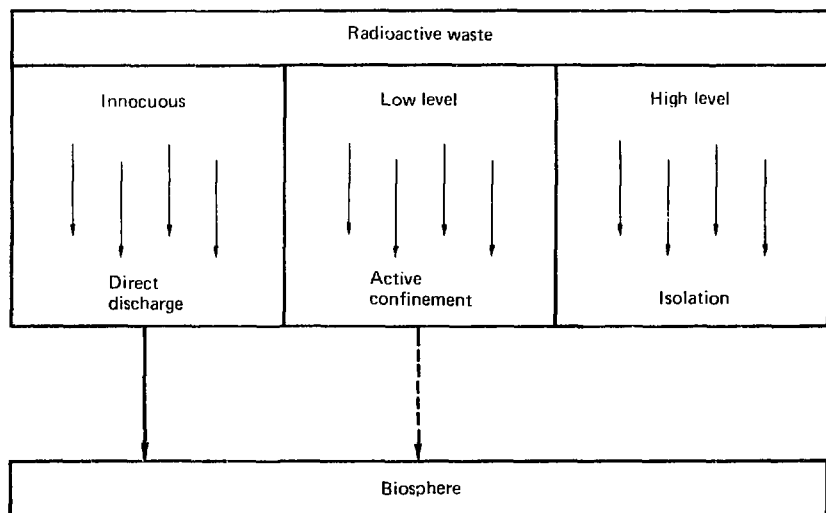 Radioactive waste
Innocuous
Low level
High level
Direct
discharge
Active
confinement
Isolation
Biosphere